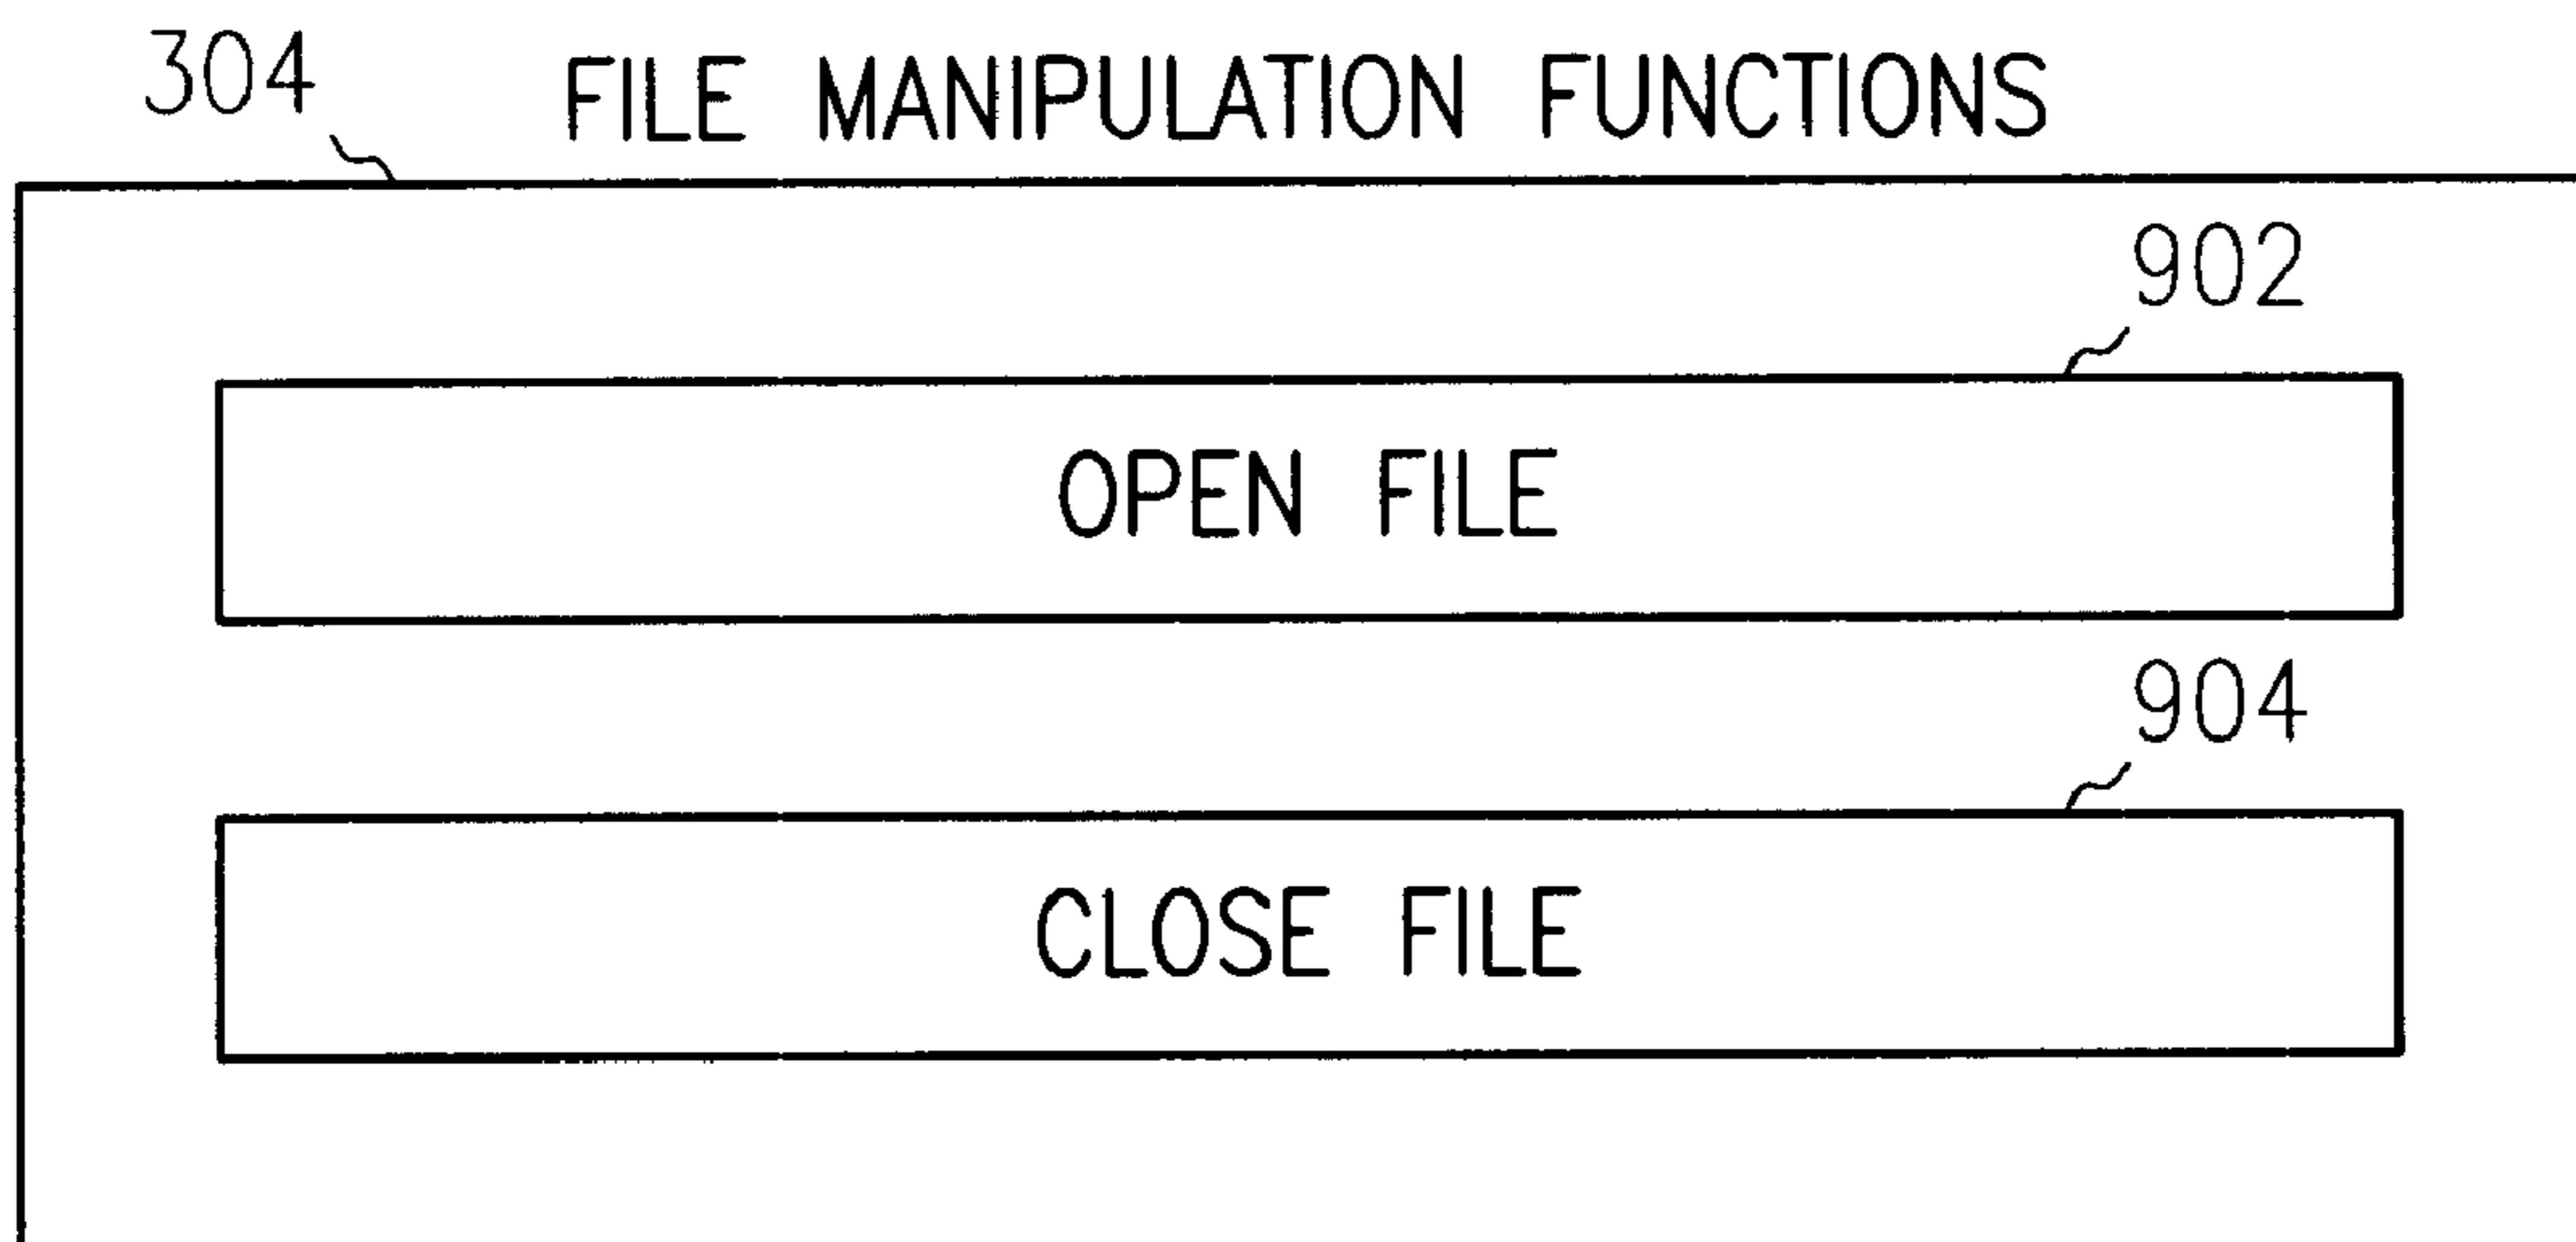 304
FILE MANIPULATION FUNCTIONS
902
OPEN FILE
904
CLOSE FILE